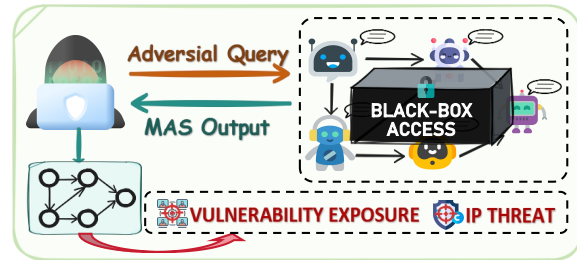 Adversial Query
MAS Output
BLACK-BOX
ACCESS
VULNERABILITY EXPOSURE
IP THREAT